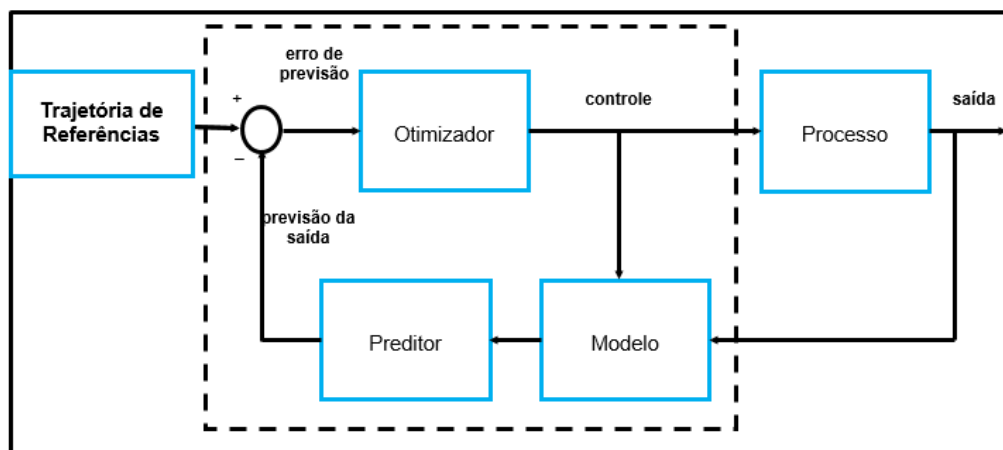 erro de
previsão
Trajetória de
Referências
+
−
Otimizador
controle
Processo
saída
previsão da
saída
Preditor
Modelo